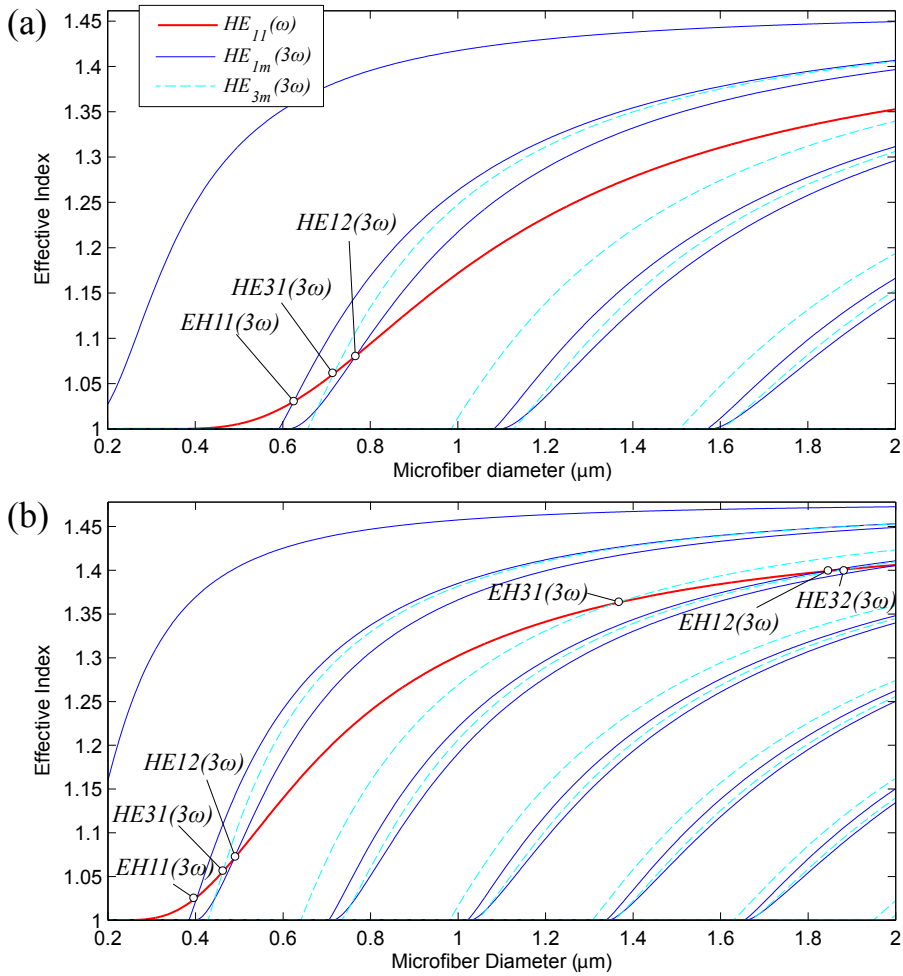 (a)
HE11(ω)
HE1m(3ω)
HE3m(3ω)
1.45
1.4
1.35
1.3
1.25
1.2
1.15
1.1
1.05
1
Effective Index
HE12(3ω)
HE31(3ω)
EH11(3ω)
0.2 0.4 0.6 0.8 1 1.2 1.4 1.6 1.8 2
Microfiber diameter (μm)
(b)
1.45
1.4
1.35
1.3
1.25
1.2
1.15
1.1
1.05
1
Effective Index
EH31(3ω)
EH12(3ω)
HE32(3ω)
HE12(3ω)
HE31(3ω)
EH11(3ω)
0.2 0.4 0.6 0.8 1 1.2 1.4 1.6 1.8 2
Microfiber Diameter (μm)